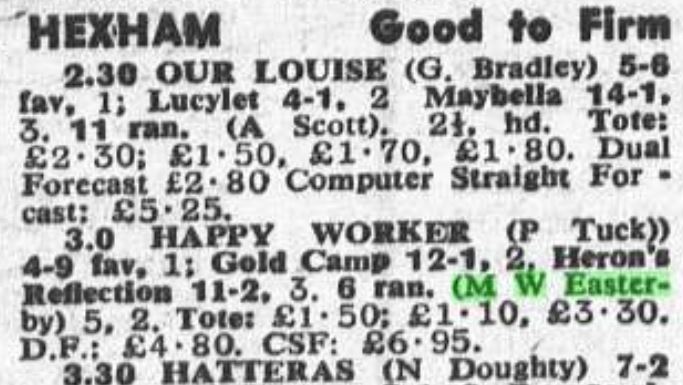 HEXHAM Good to Firm
2.30 OUR LOUISE (G. Bradley) 5-6
fav, 1; Lucylet 4-1, 2 Maybella 14-1,
3. 11 ran. (A Scott). 2½, hd. Tote:
£2·30; £1·50, £1·70, £1·80. Dual
Forecast £2·80 Computer Straight For -
cast: £5·25.
3.0 HAPPY WORKER (P Tuck))
4-9 fav, 1; Gold Camp 12-1, 2, Heron's
Reflection 11-2, 3. 6 ran. (M W Easter-
by) 5, 2. Tote: £1·50; £1·10, £3·30.
D.F.: £4·80. CSF: £6·95.
3.30 HATTERAS (N Doughty) 7-2